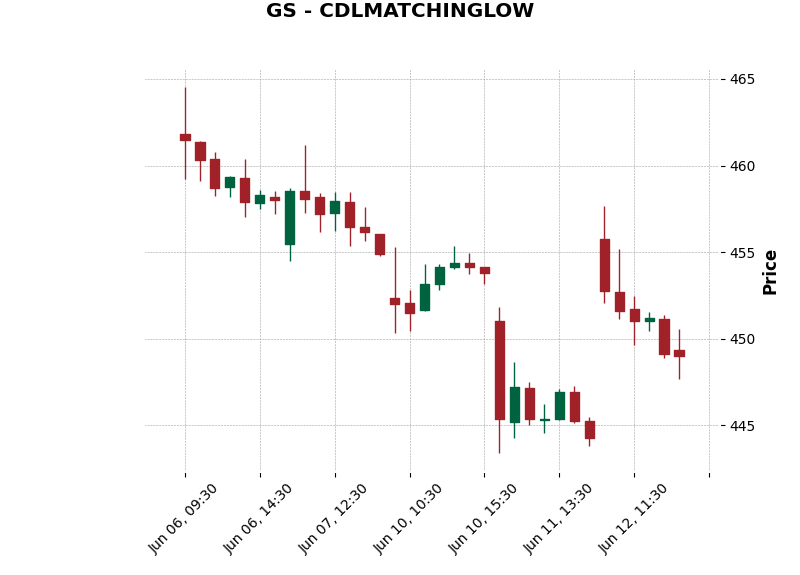 GS - CDLMATCHINGLOW
465
460
455
450
445
Price
Jun 06, 09:30
Jun 06, 14:30
Jun 07, 12:30
Jun 10, 10:30
Jun 10, 15:30
Jun 11, 13:30
Jun 12, 11:30